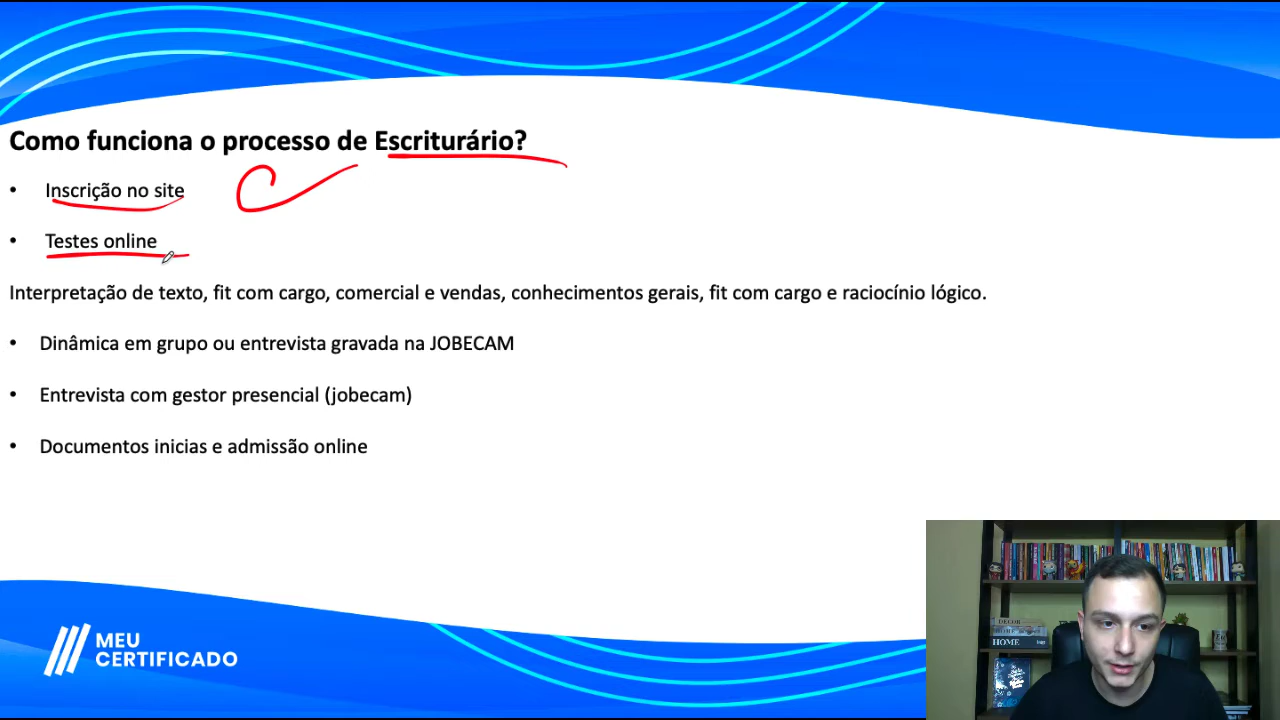 Como funciona o processo de Escriturário?
• Inscrição no site
• Testes online
Interpretação de texto, fit com cargo, comercial e vendas, conhecimentos gerais, fit com cargo e raciocínio lógico.
• Dinâmica em grupo ou entrevista gravada na JOBECAM
• Entrevista com gestor presencial (jobecam)
• Documentos inicias e admissão online
DECOR
HOME
MEU
CERTIFICADO